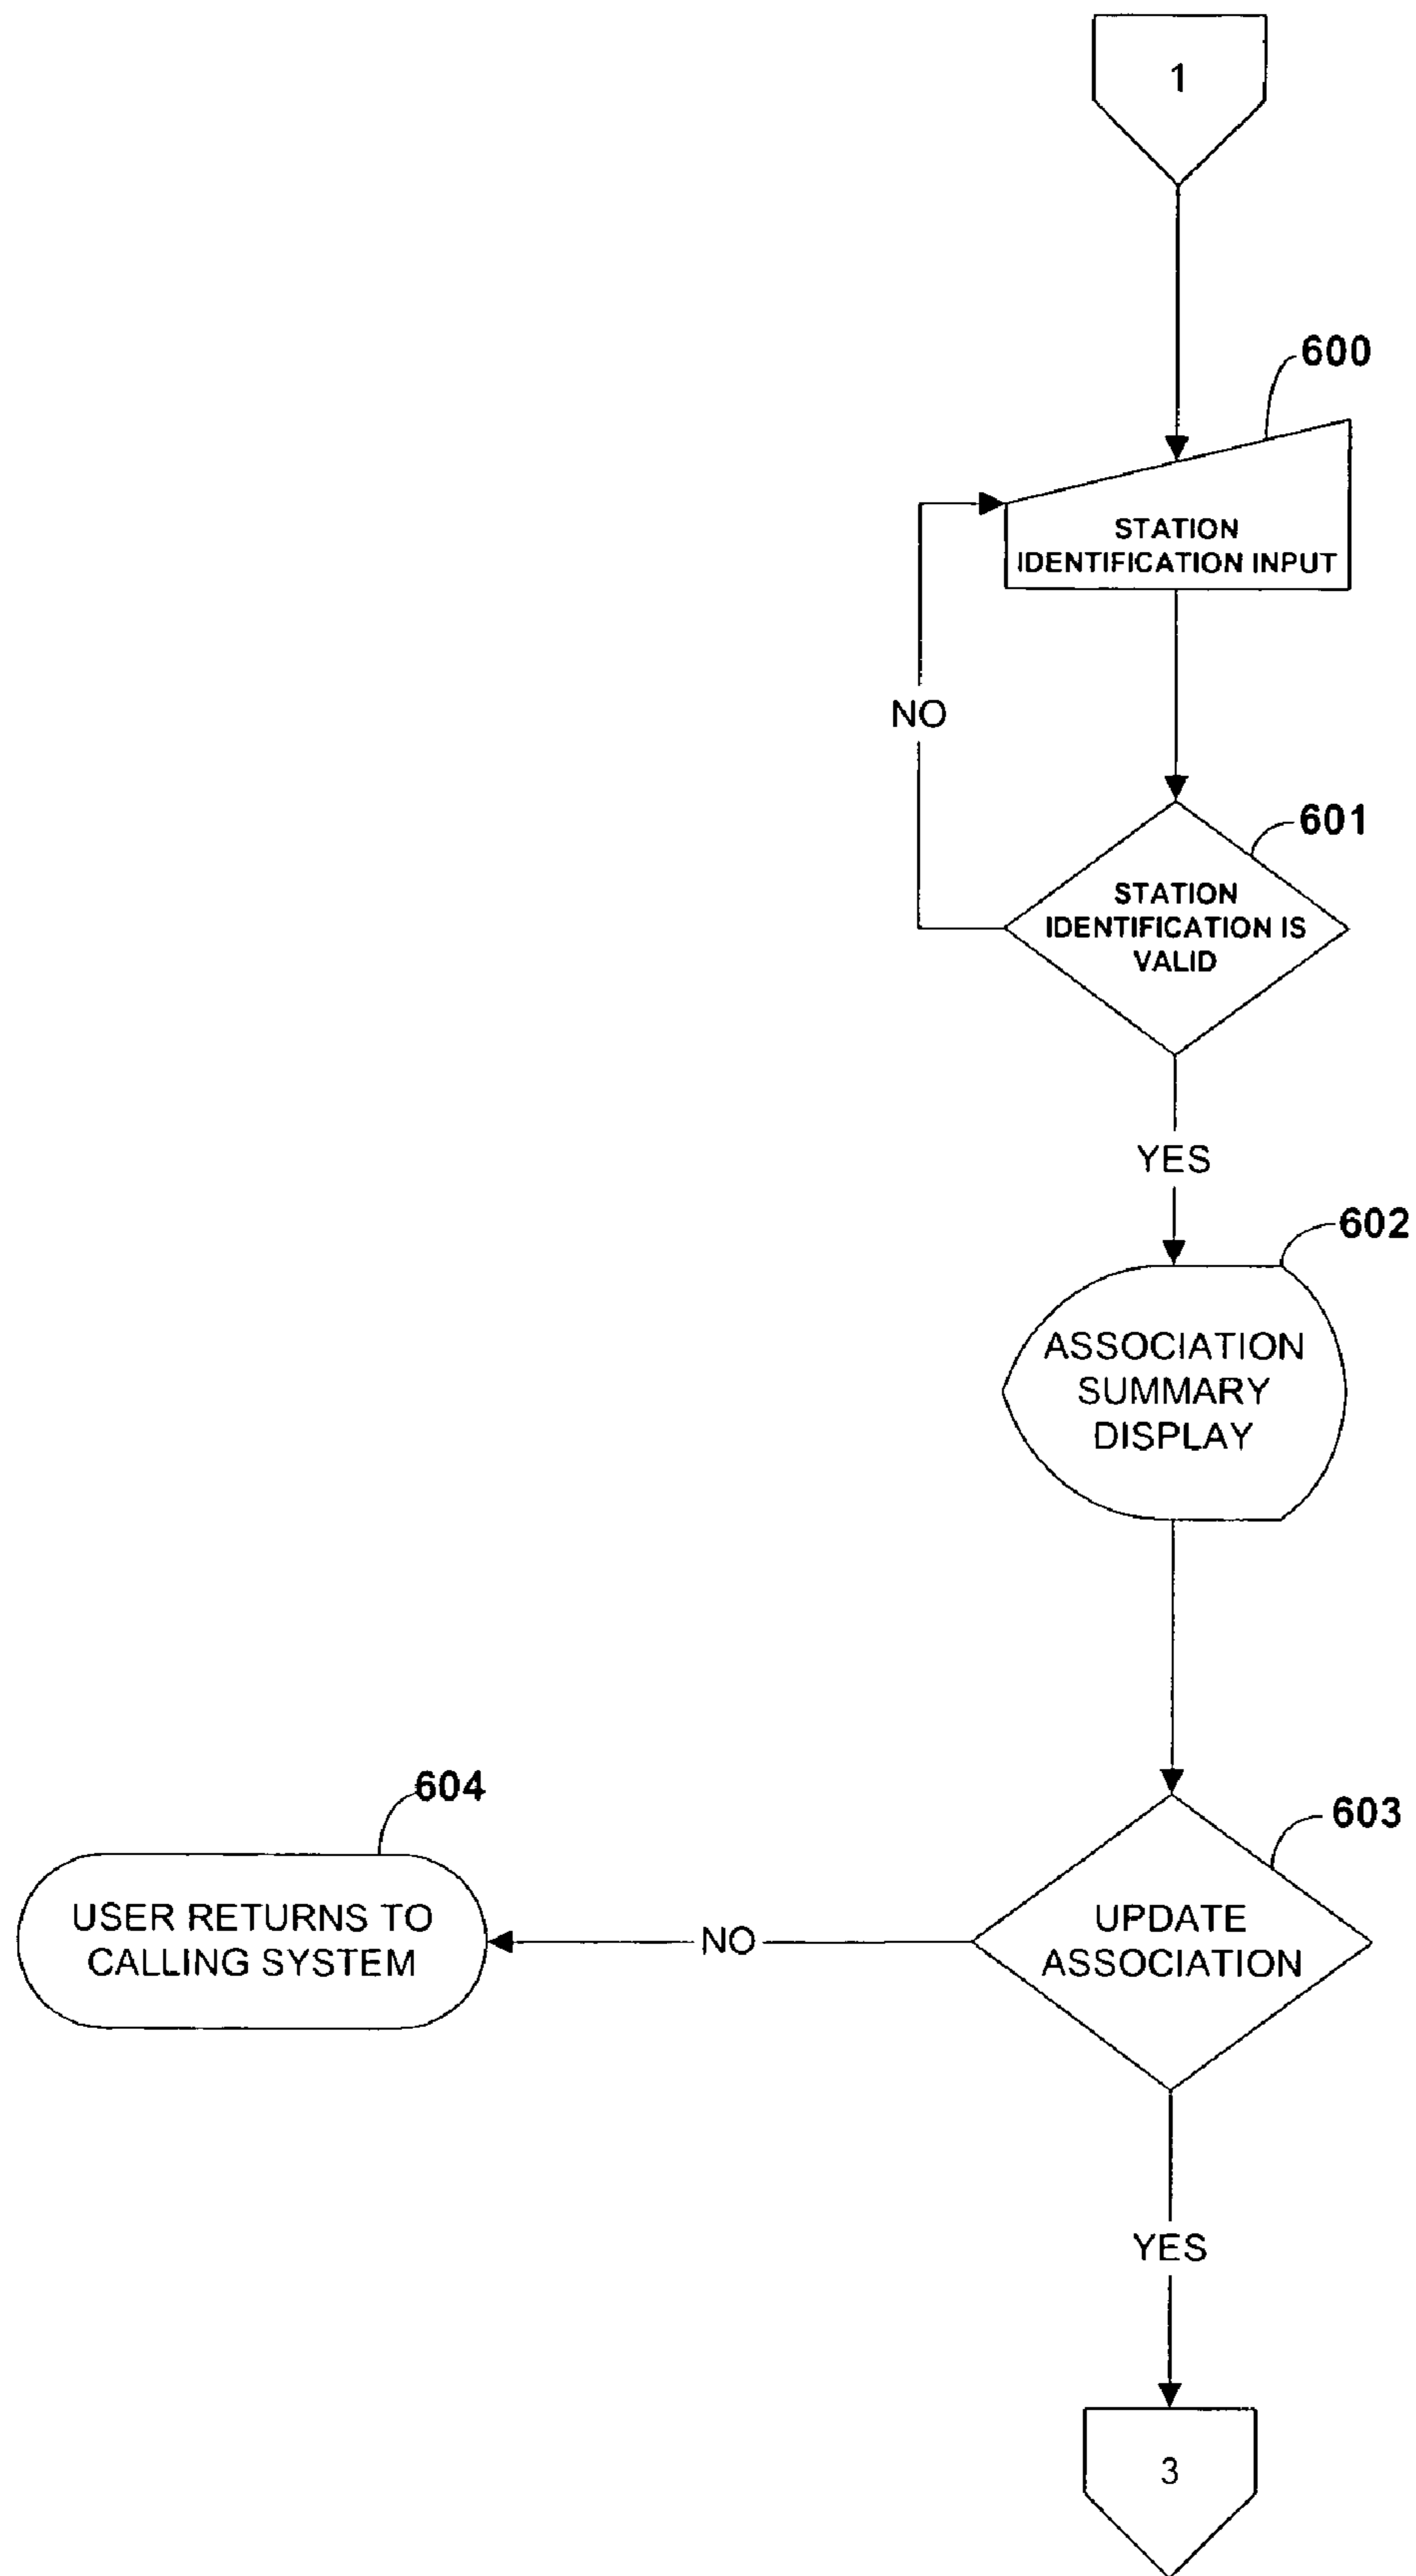 1
600
STATION
IDENTIFICATION INPUT
NO
601
STATION
IDENTIFICATION IS
VALID
YES
602
ASSOCIATION
SUMMARY
DISPLAY
604
603
USER RETURNS TO
CALLING SYSTEM
NO
UPDATE
ASSOCIATION
YES
3